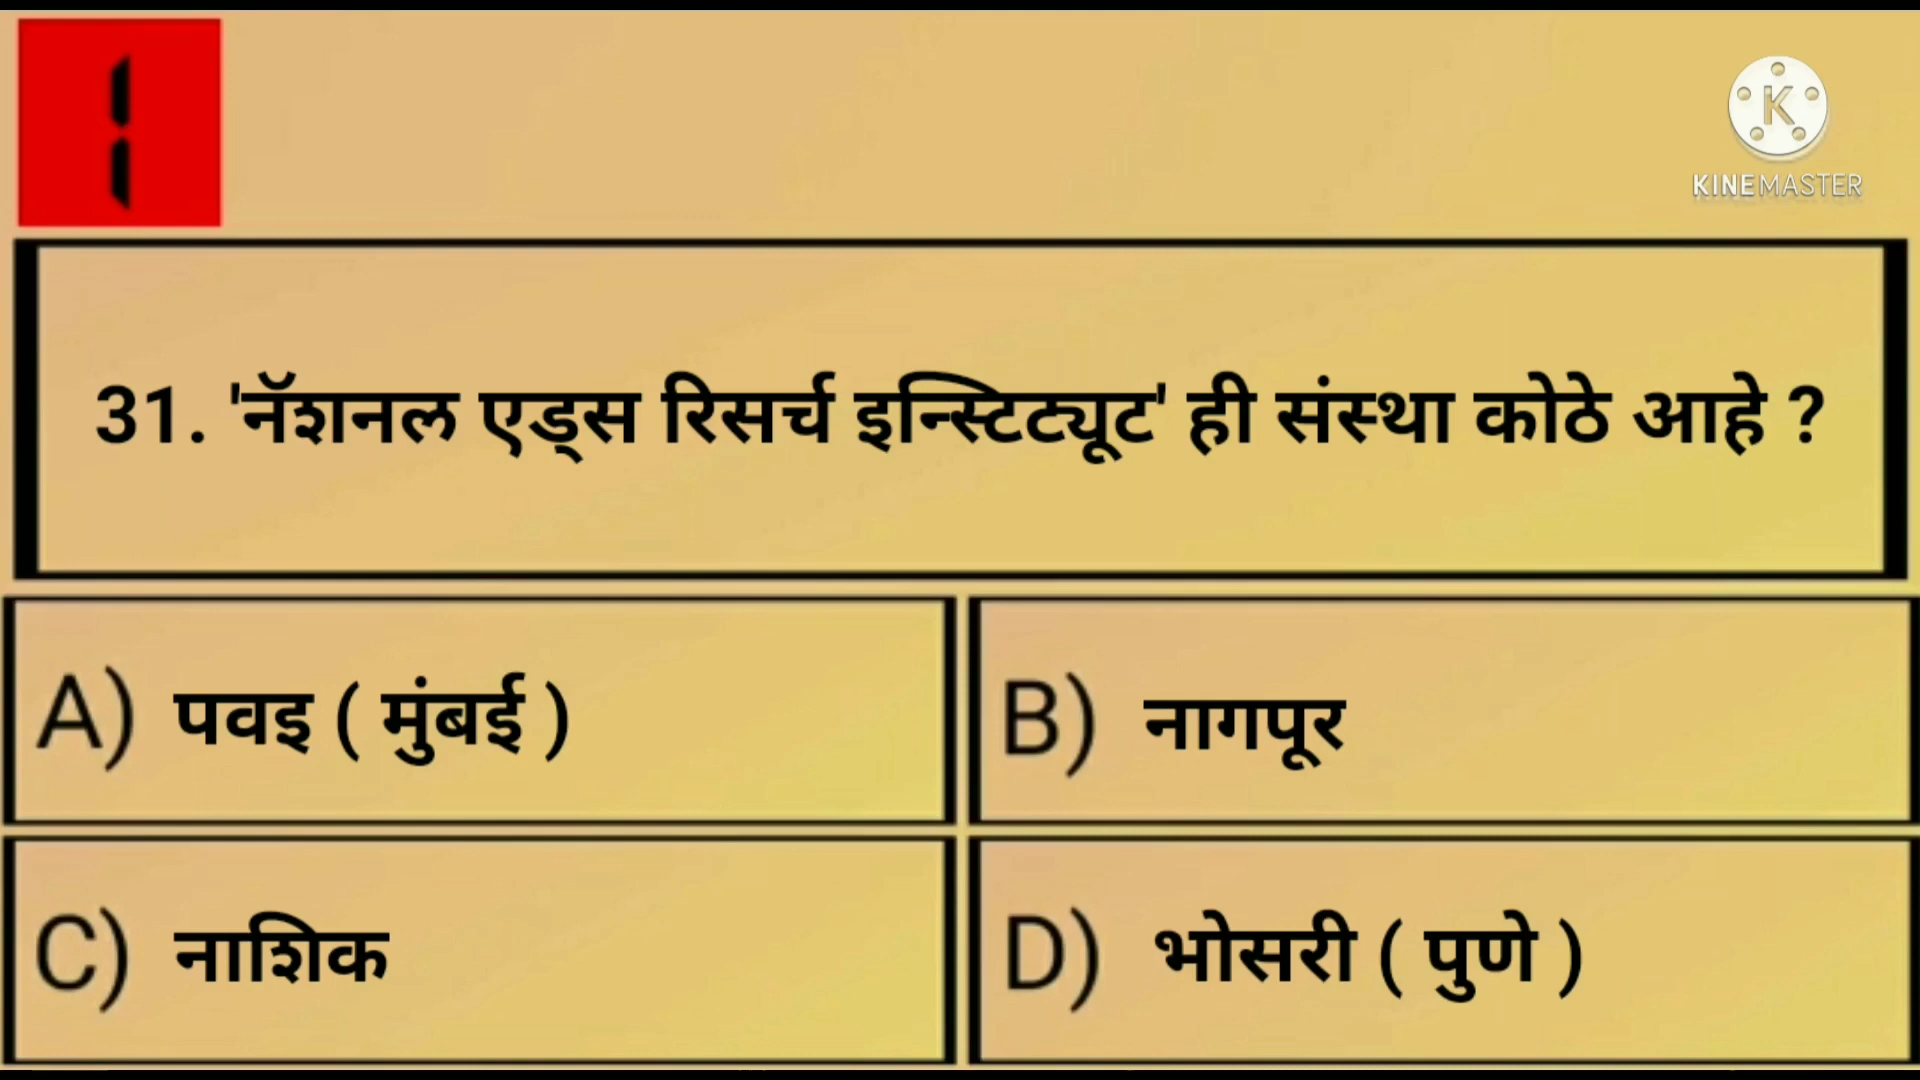 1
KINEMASTER
31. 'नॅशनल एड्स रिसर्च इन्स्टिट्यूट' ही संस्था कोठे आहे ?
A) पवइ ( मुंबई )
B) नागपूर
C) नाशिक
D) भोसरी ( पुणे )